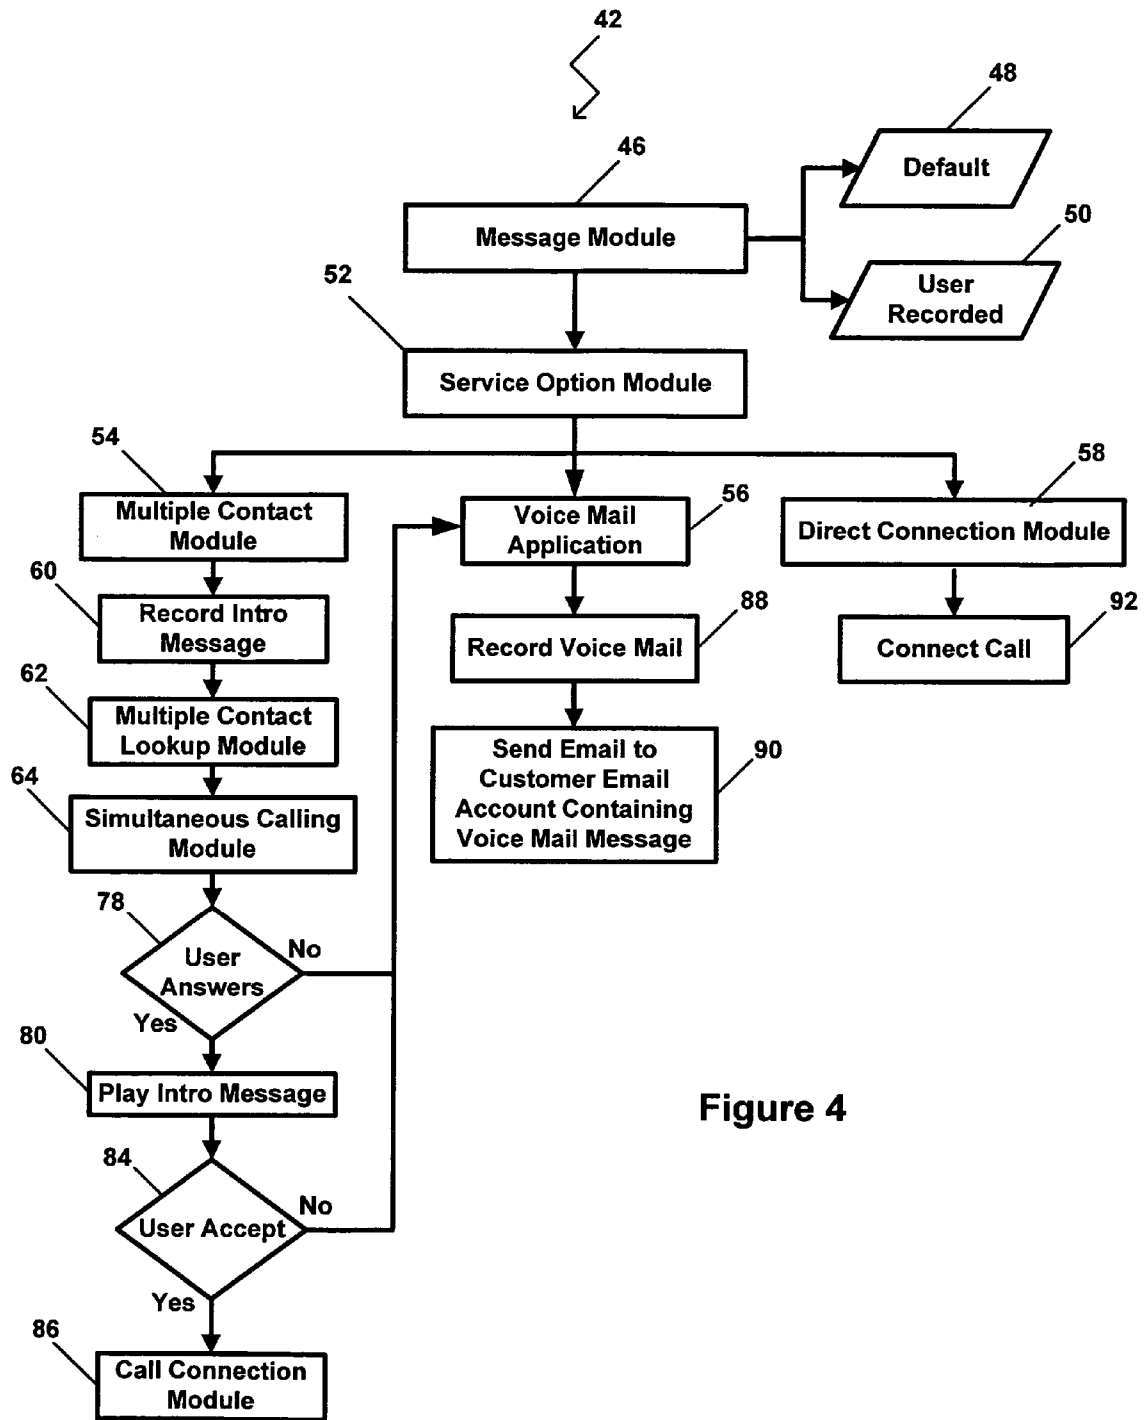 42
48
Default
46
Message Module
50
User
Recorded
52
Service Option Module
54
Multiple Contact
Module
56
Voice Mail
Application
58
Direct Connection Module
60
Record Intro
Message
88
Record Voice Mail
92
Connect Call
62
Multiple Contact
Lookup Module
64
Simultaneous Calling
Module
90
Send Email to
Customer Email
Account Containing
Voice Mail Message
78
User
Answers
No
Yes
80
Play Intro Message
Figure 4
84
User Accept
No
Yes
86
Call Connection
Module